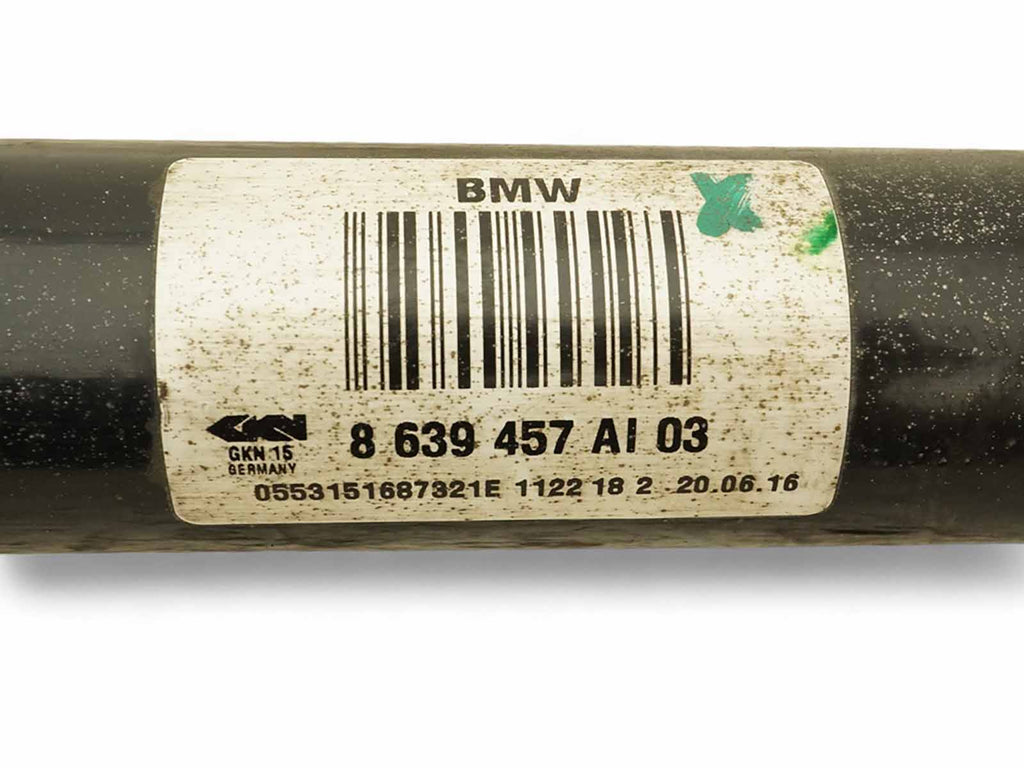 BMW
GKN
8 639 457 AI 03
GKN 15
GERMANY
0553151687321E 1122 18 2 20.06.16